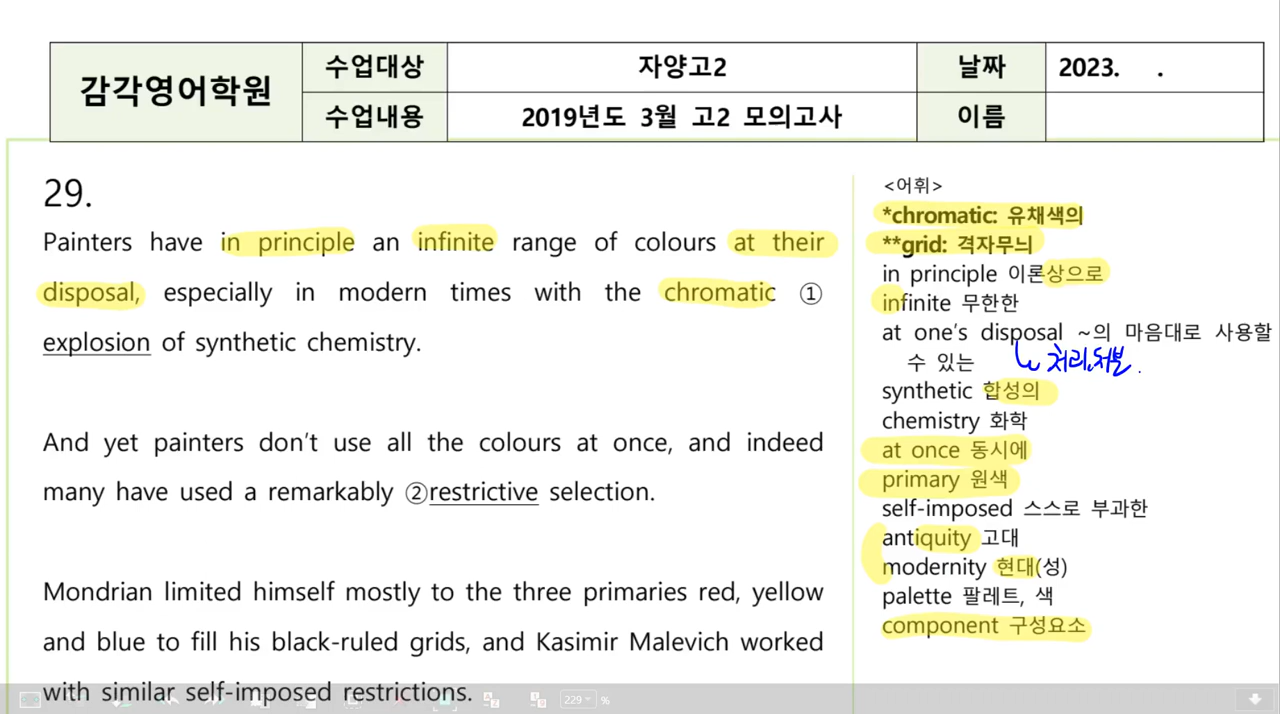 감각영어학원
수업대상
자양고2
날짜
2023. .
수업내용
2019년도 3월 고2 모의고사
이름
29.
Painters have in principle an infinite range of colours at their
disposal, especially in modern times with the chromatic ①
explosion of synthetic chemistry.
And yet painters don't use all the colours at once, and indeed
many have used a remarkably ②restrictive selection.
Mondrian limited himself mostly to the three primaries red, yellow
and blue to fill his black-ruled grids, and Kasimir Malevich worked
with similar self-imposed restrictions.
<어휘>
*chromatic: 유채색의
**grid: 격자무늬
in principle 이론상으로
infinite 무한한
at one's disposal ~의 마음대로 사용할
수 있는
처리, 처분.
synthetic 합성의
chemistry 화학
at once 동시에
primary 원색
self-imposed 스스로 부과한
antiquity 고대
modernity 현대(성)
palette 팔레트, 색
component 구성요소
229 %